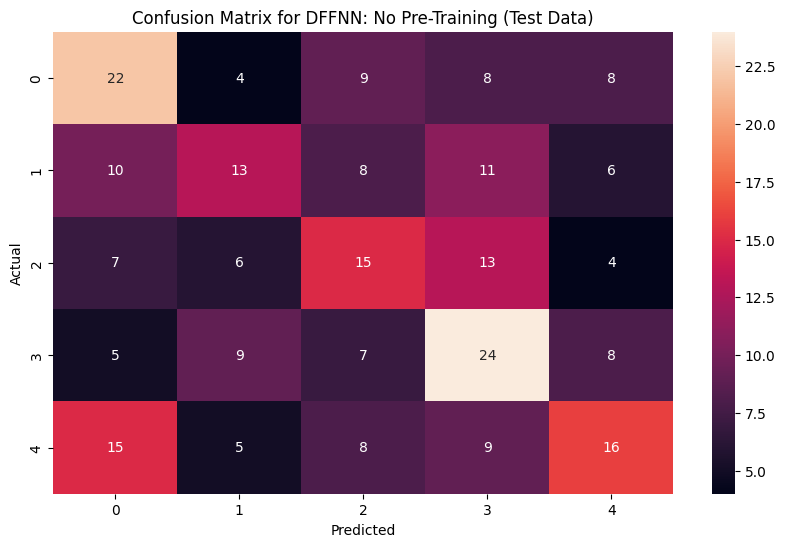 Confusion Matrix for DFFNN: No Pre-Training (Test Data)
Actual
0 22 4 9 8 8
1 10 13 8 11 6
2 7 6 15 13 4
3 5 9 7 24 8
4 15 5 8 9 16
0 1 2 3 4
Predicted
22.5
20.0
17.5
15.0
12.5
10.0
7.5
5.0